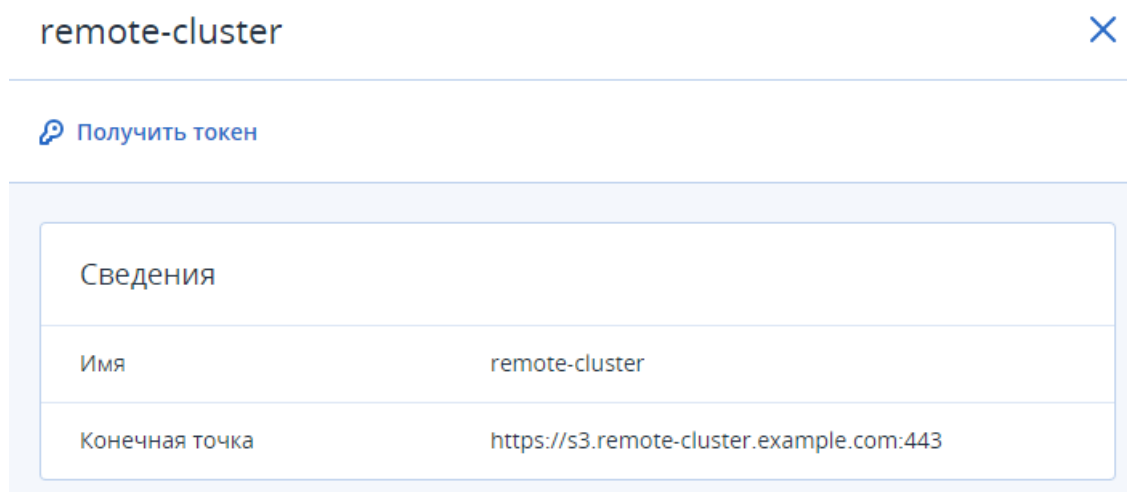 remote-cluster
Получить токен
Сведения
Имя remote-cluster
Конечная точка https://s3.remote-cluster.example.com:443